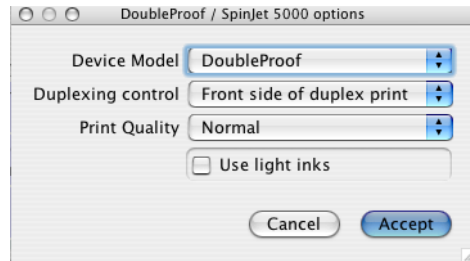 DoubleProof / SpinJet 5000 options
Device Model DoubleProof
Duplexing control Front side of duplex print
Print Quality Normal
Use light inks
Cancel Accept